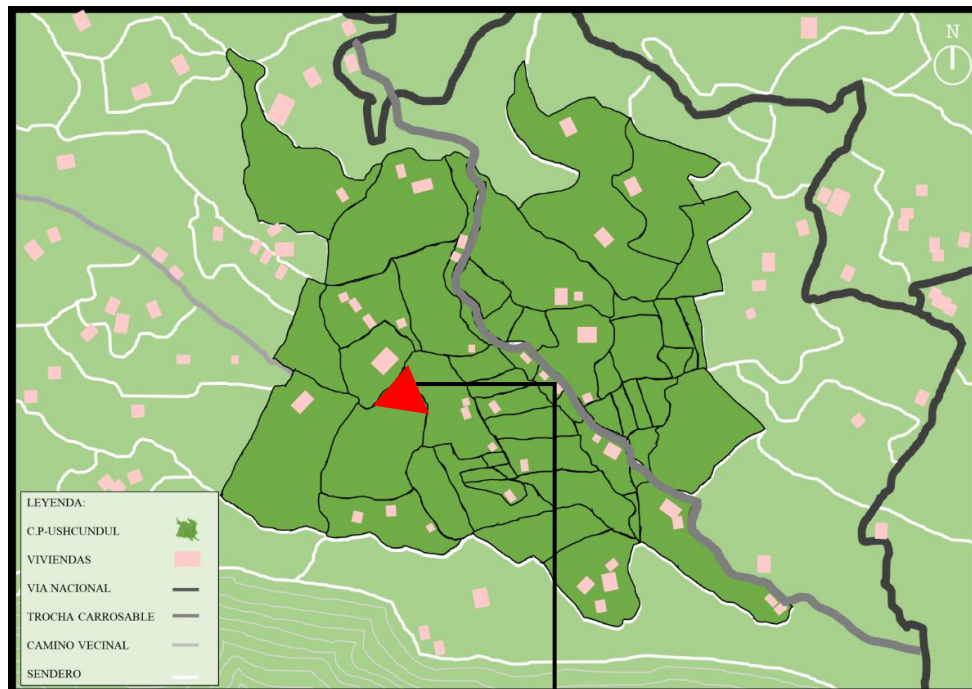 N
LEYENDA:
C.P-USHCUNDUL
VIVIENDAS
VIA NACIONAL
TROCHA CARROSABLE
CAMINO VECINAL
SENDERO